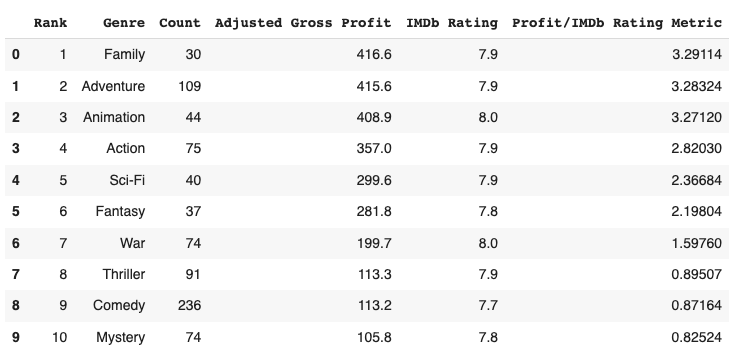 Rank Genre Count Adjusted Gross Profit IMDb Rating Profit/IMDb Rating Metric
0 1 Family 30 416.6 7.9 3.29114
1 2 Adventure 109 415.6 7.9 3.28324
2 3 Animation 44 408.9 8.0 3.27120
3 4 Action 75 357.0 7.9 2.82030
4 5 Sci-Fi 40 299.6 7.9 2.36684
5 6 Fantasy 37 281.8 7.8 2.19804
6 7 War 74 199.7 8.0 1.59760
7 8 Thriller 91 113.3 7.9 0.89507
8 9 Comedy 236 113.2 7.7 0.87164
9 10 Mystery 74 105.8 7.8 0.82524